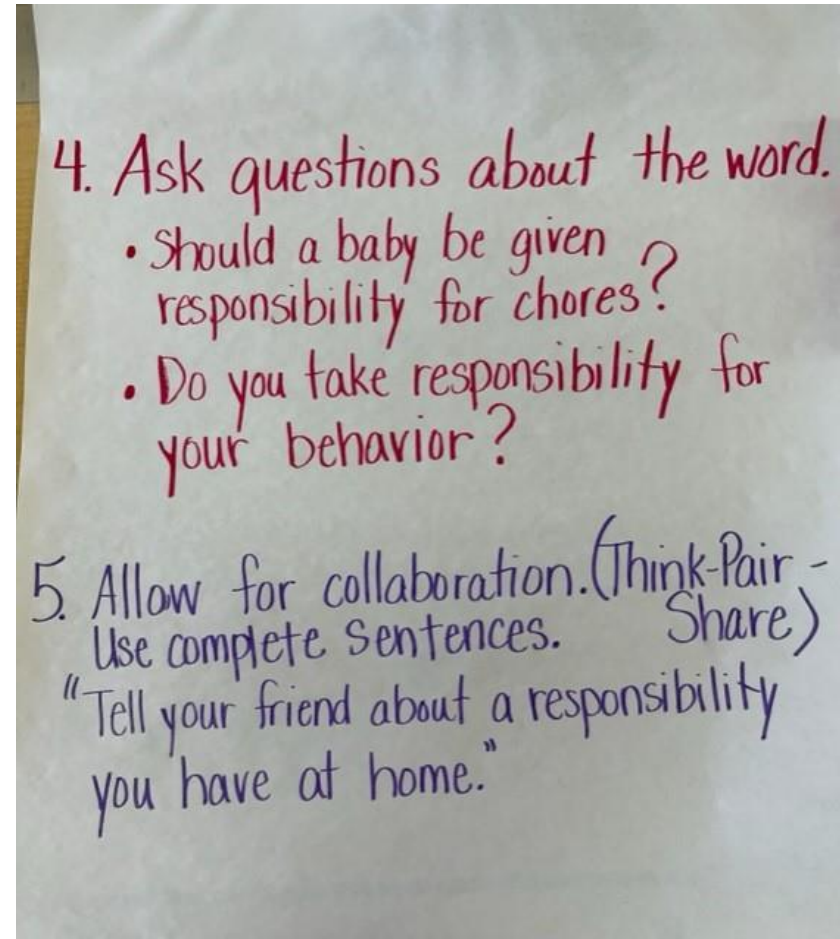 4. Ask questions about the word.
• Should a baby be given
responsibility for chores?
• Do you take responsibility for
your behavior?
5. Allow for collaboration. (Think-Pair-
Use complete sentences. Share)
"Tell your friend about a responsibility
you have at home."